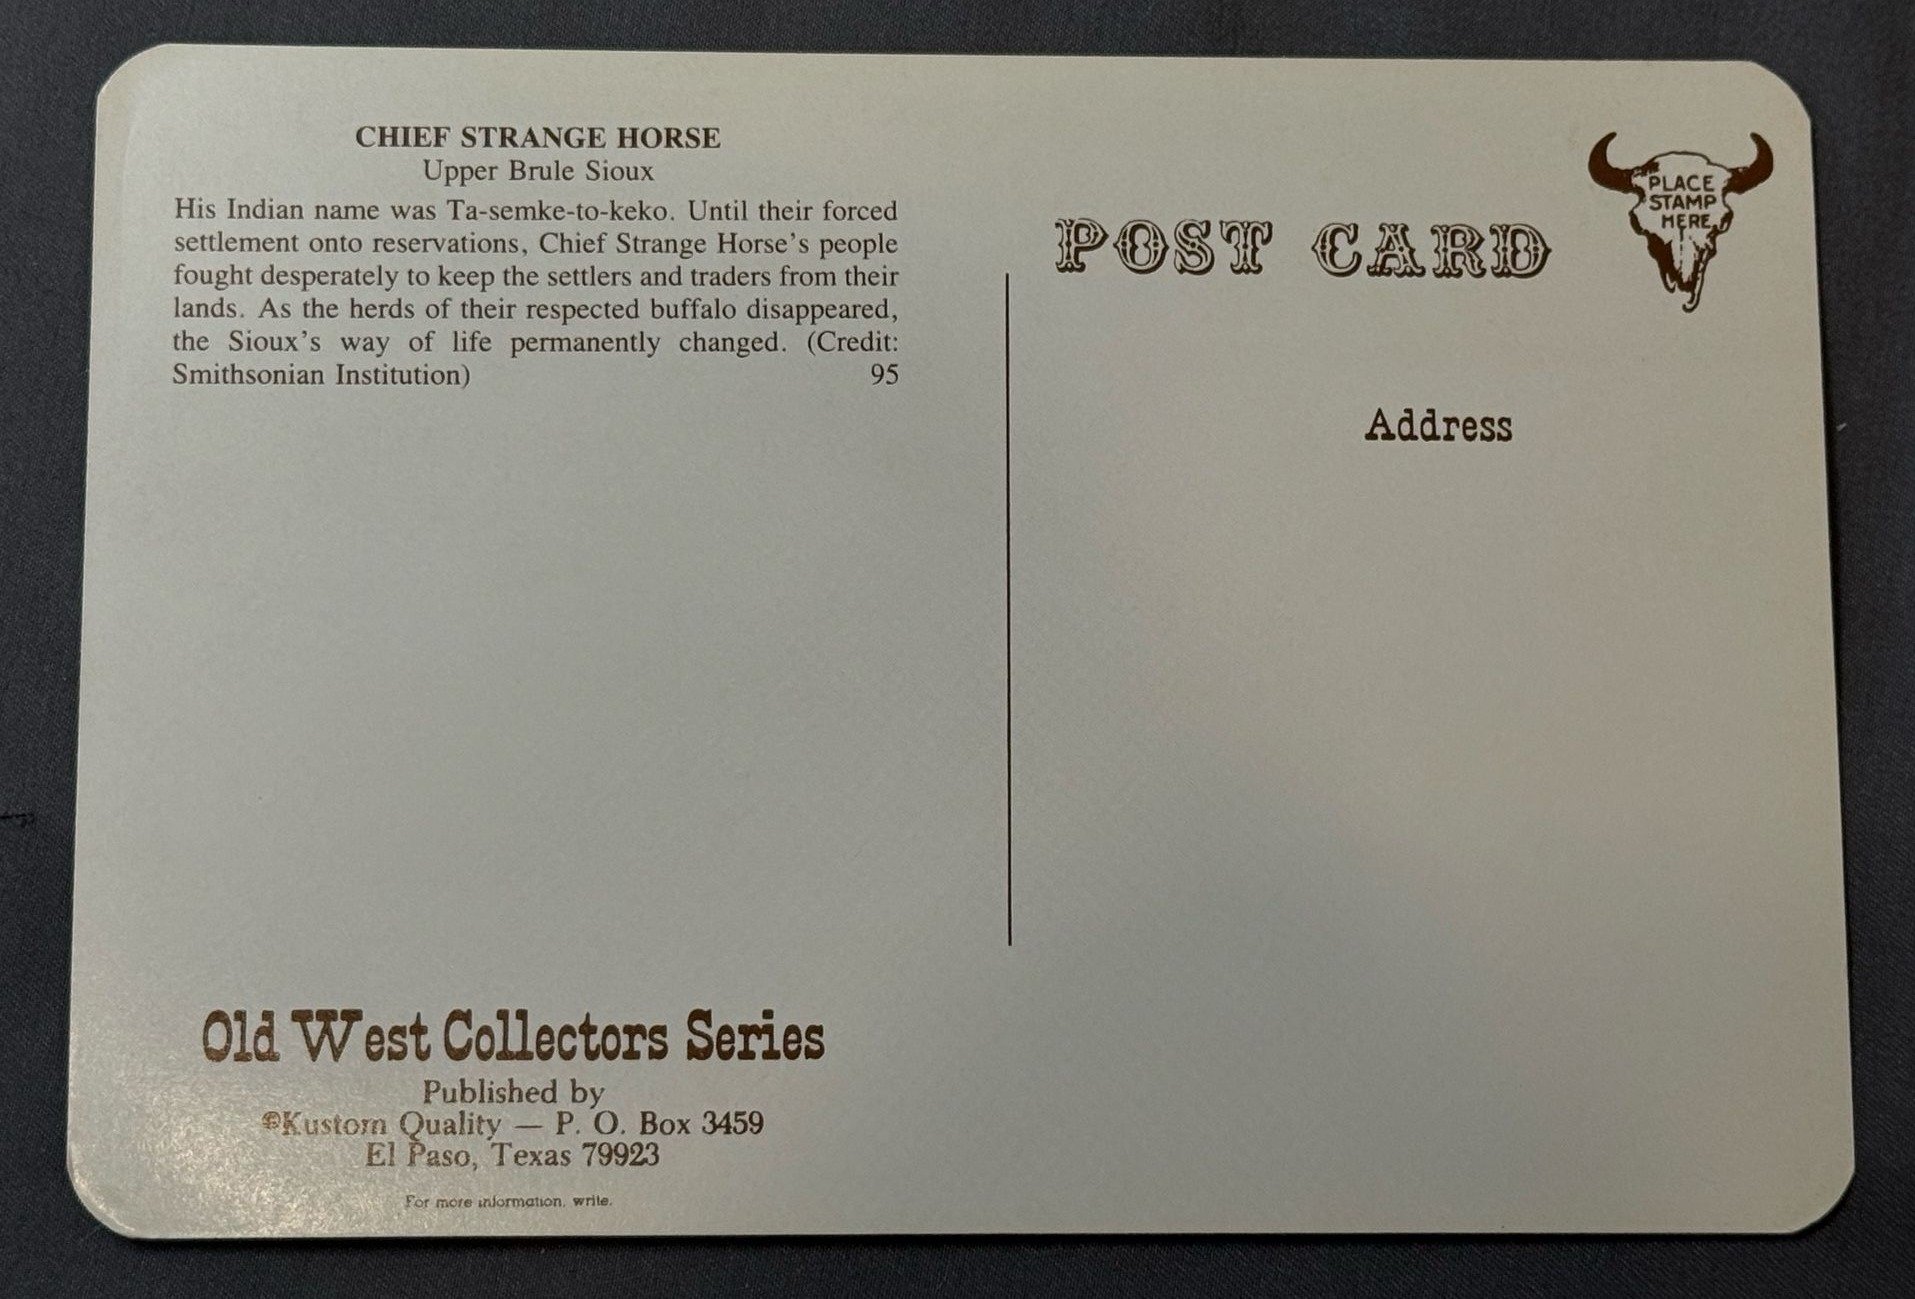 CHIEF STRANGE HORSE
Upper Brule Sioux
His Indian name was Ta-semke-to-keko. Until their forced
settlement onto reservations, Chief Strange Horse's people
fought desperately to keep the settlers and traders from their
lands. As the herds of their respected buffalo disappeared,
the Sioux's way of life permanently changed. (Credit:
Smithsonian Institution) 95
Old West Collectors Series
Published by
©Kustom Quality — P. O. Box 3459
El Paso, Texas 79923
For more information, write.
POST CARD
PLACE
STAMP
HERE
Address